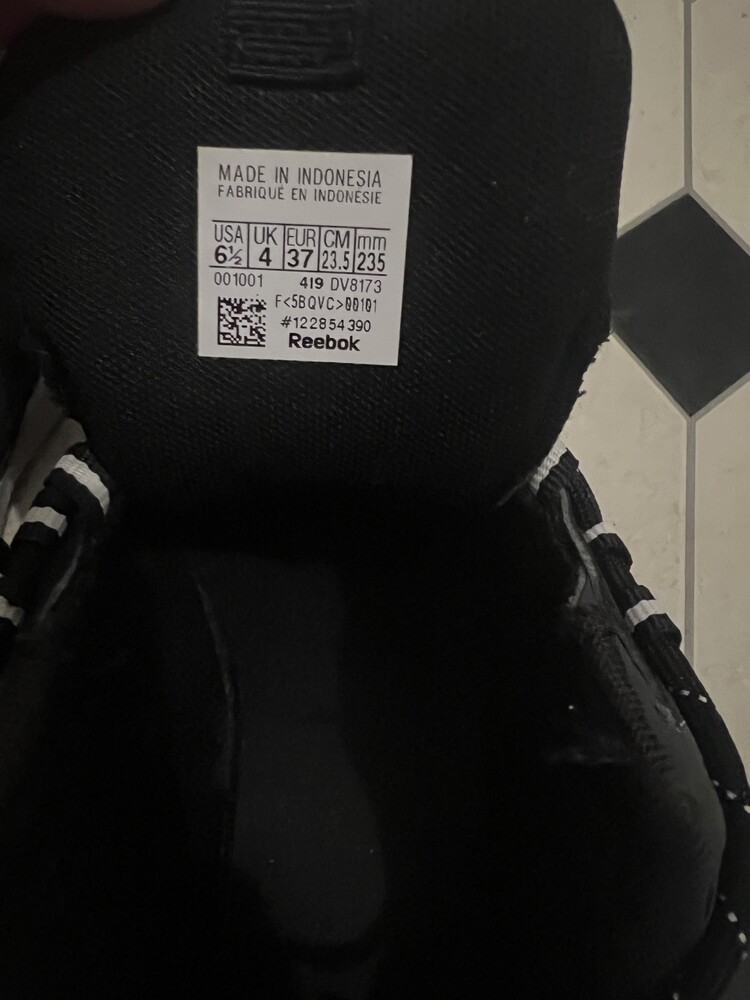 MADE IN INDONESIA
FABRIQUÉ EN INDONÉSIE
USA UK EUR CM mm
6½ 4 37 23.5 235
001001 419 DV8173
F<5BQVC>00101
#122854390
Reebok